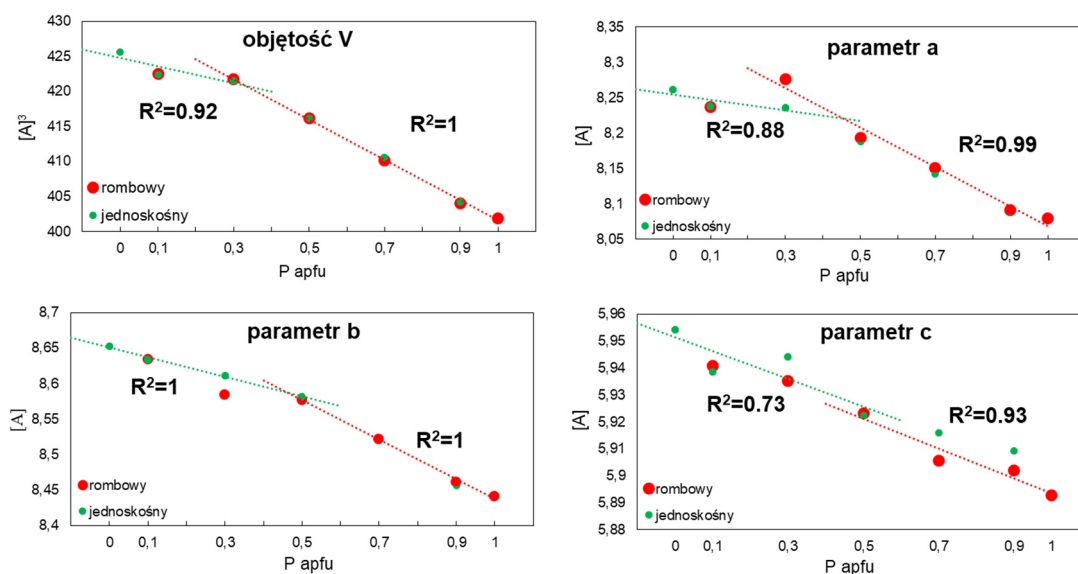 objętość V
430
425
420
415
410
405
400
[A]³
R²=0.92
R²=1
rombowy
jednoskośny
0 0,1 0,3 0,5 0,7 0,9 1
P apfu
parametr a
8,35
8,3
8,25
8,2
8,15
8,1
8,05
[A]
R²=0.88
R²=0.99
rombowy
jednoskośny
0 0,1 0,3 0,5 0,7 0,9 1
P apfu
parametr b
8,7
8,65
8,6
8,55
8,5
8,45
8,4
[A]
R²=1
R²=1
rombowy
jednoskośny
0 0,1 0,3 0,5 0,7 0,9 1
P apfu
parametr c
5,96
5,95
5,94
5,93
5,92
5,91
5,9
5,89
5,88
[A]
R²=0.73
R²=0.93
rombowy
jednoskośny
0 0,1 0,3 0,5 0,7 0,9 1
P apfu